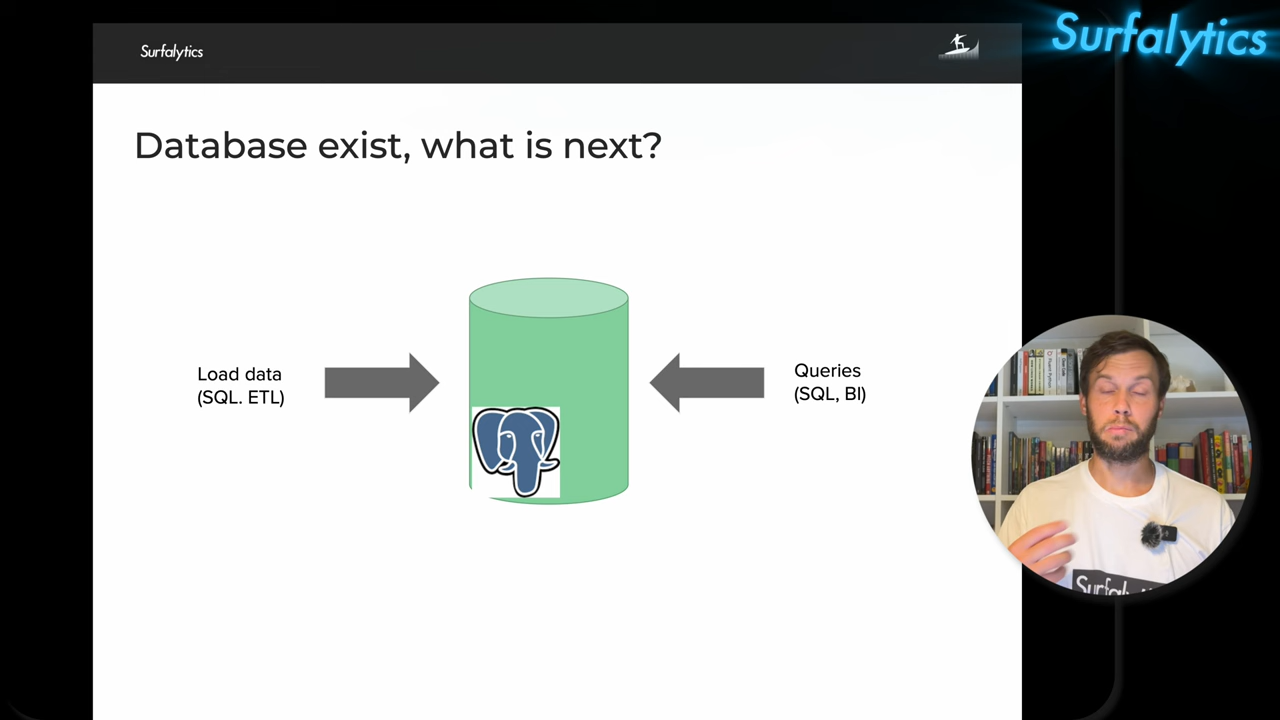 Surfalytics
Surfalytics
Database exist, what is next?
Load data
(SQL. ETL)
Queries
(SQL, BI)